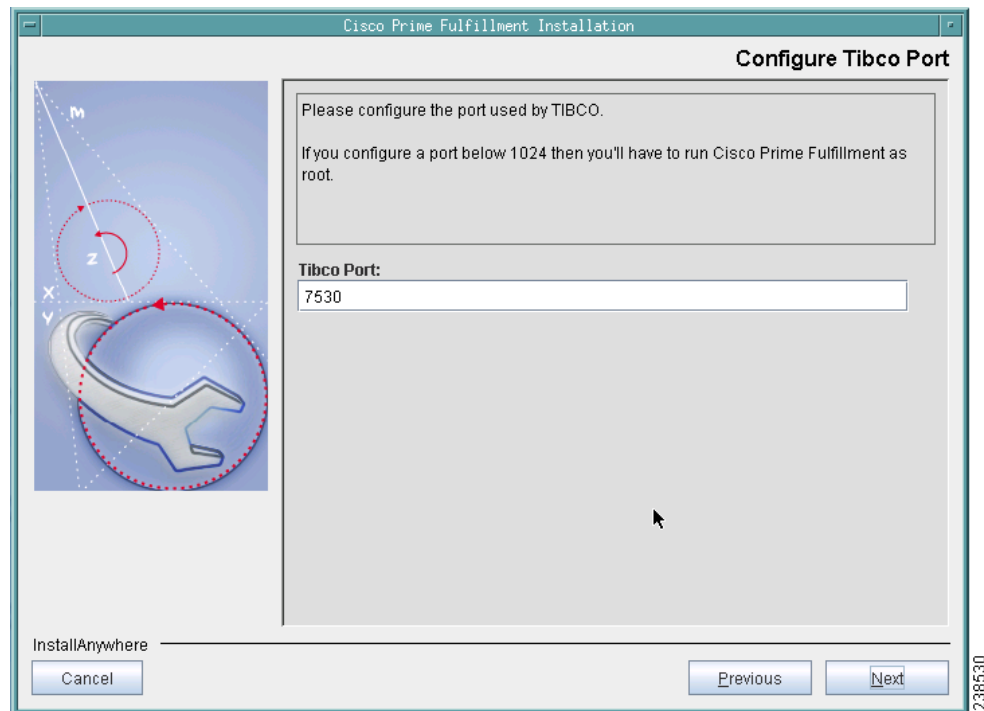 Cisco Prime Fulfillment Installation
Configure Tibco Port
m
z
X
Y
Please configure the port used by TIBCO.
If you configure a port below 1024 then you'll have to run Cisco Prime Fulfillment as
root.
Tibco Port:
7530
InstallAnywhere
Cancel
Previous
Next
238530